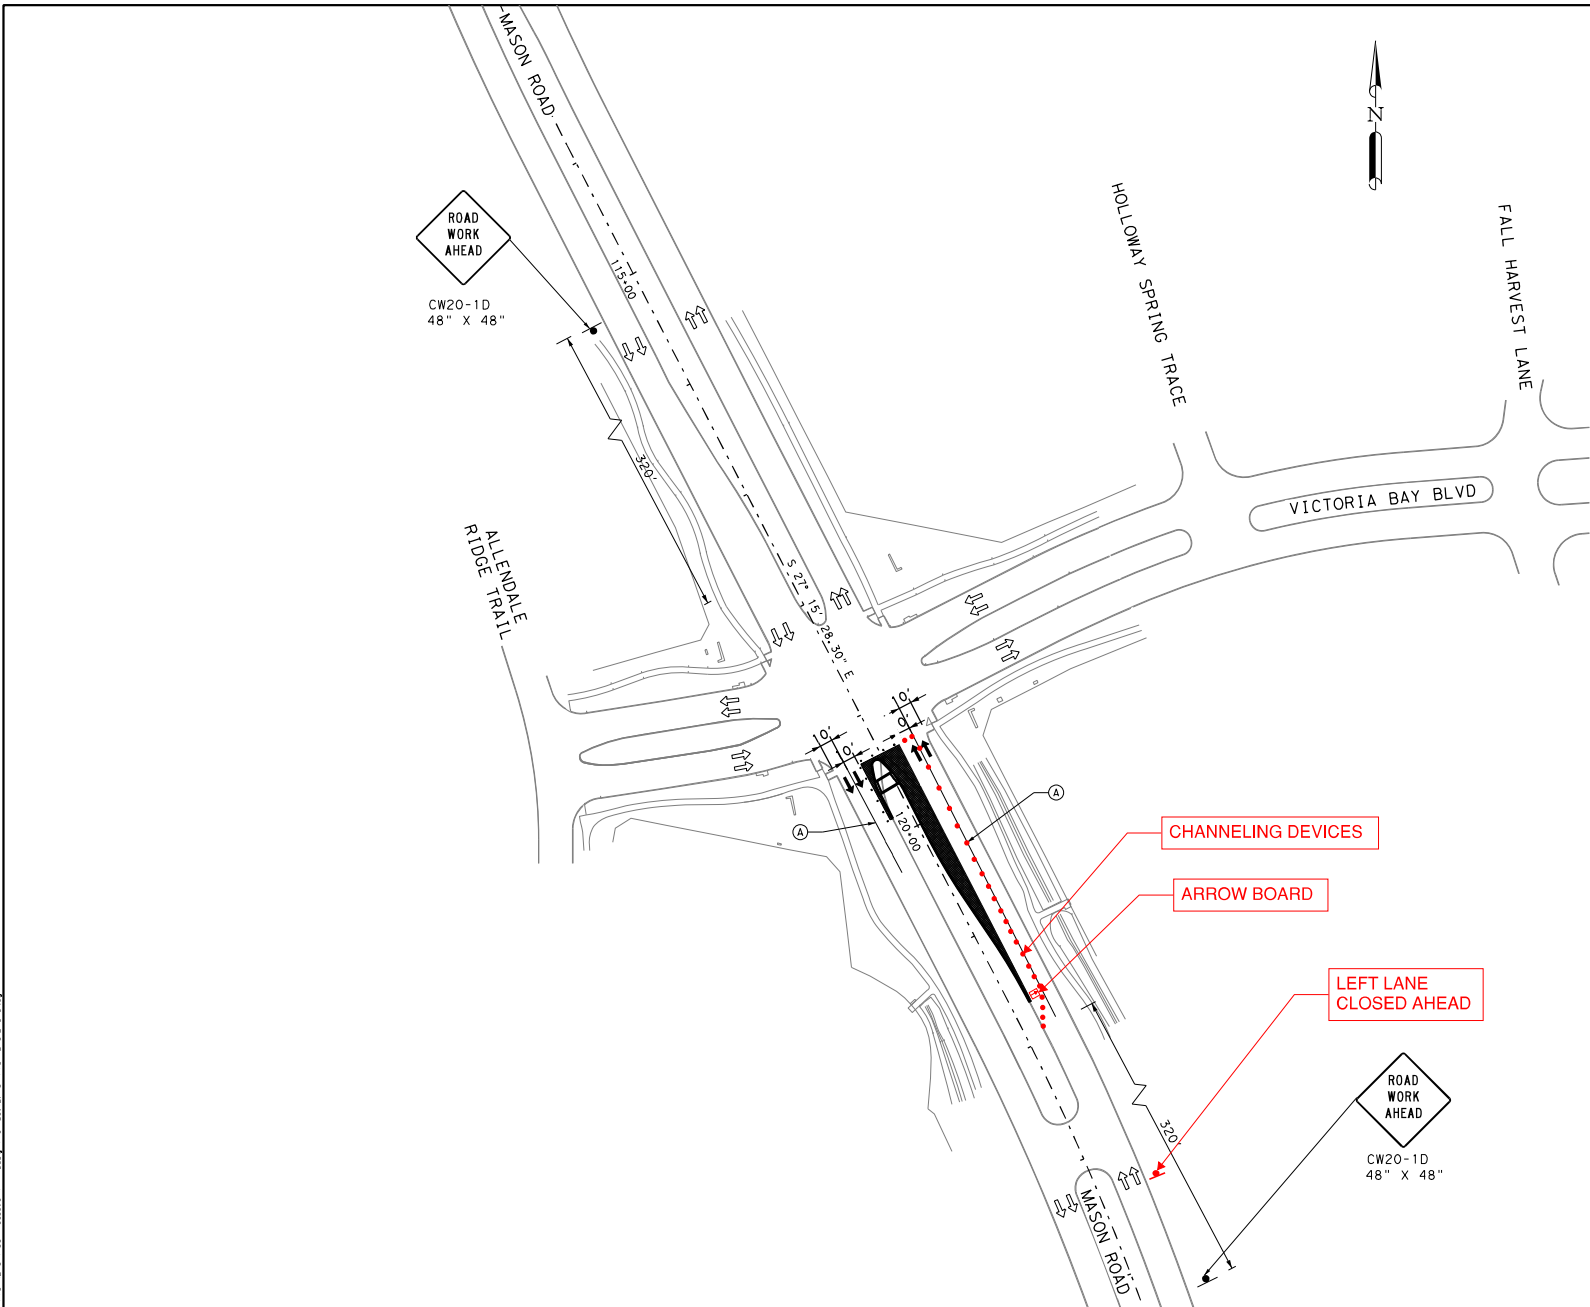 MASON ROAD
N
ROAD
WORK
AHEAD
CW20-1D
48" X 48"
115+00
320'
HOLLOWAY SPRING TRACE
FALL HARVEST LANE
VICTORIA BAY BLVD
ALLENDALE
RIDGE TRAIL
S 27° 15' 28.30" E
10'
10'
10'
10'
A
A
120+00
CHANNELING DEVICES
ARROW BOARD
LEFT LANE
CLOSED AHEAD
ROAD
WORK
AHEAD
CW20-1D
48" X 48"
320'
MASON ROAD